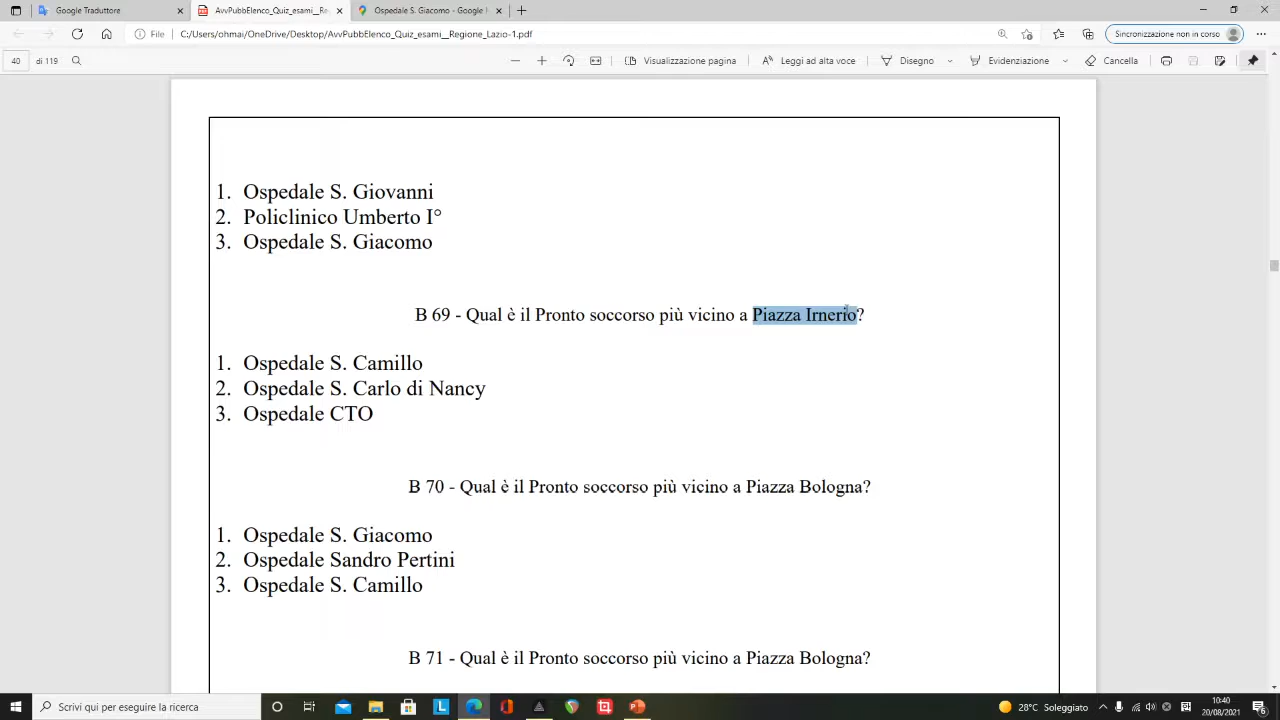 Google Traduttore
AvvPubbElenco_Quiz_esami__Re
Ospedale S. Giacomo - Google
File
C:/Users/ohmai/OneDrive/Desktop/AvvPubbElenco_Quiz_esami__Regione_Lazio-1.pdf
Sincronizzazione non in corso
40 di 119
Visualizzazione pagina
Leggi ad alta voce
Disegno
Evidenziazione
Cancella
1. Ospedale S. Giovanni
2. Policlinico Umberto I°
3. Ospedale S. Giacomo
B 69 - Qual è il Pronto soccorso più vicino a Piazza Irnerio?
1. Ospedale S. Camillo
2. Ospedale S. Carlo di Nancy
3. Ospedale CTO
B 70 - Qual è il Pronto soccorso più vicino a Piazza Bologna?
1. Ospedale S. Giacomo
2. Ospedale Sandro Pertini
3. Ospedale S. Camillo
B 71 - Qual è il Pronto soccorso più vicino a Piazza Bologna?
Scrivi qui per eseguire la ricerca
28°C Soleggiato
10:40
20/08/2021